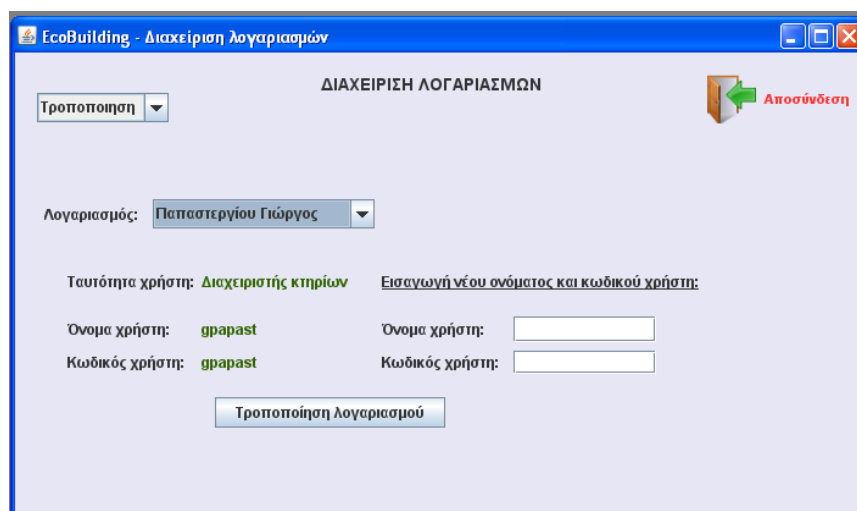 EcoBuilding - Διαχείριση λογαριασμών
ΔΙΑΧΕΙΡΙΣΗ ΛΟΓΑΡΙΑΣΜΩΝ
Τροποποιηση
Αποσύνδεση
Λογαριασμός: Παπαστεργίου Γιώργος
Ταυτότητα χρήστη: Διαχειριστής κτηρίων Εισαγωγή νέου ονόματος και κωδικού χρήστη:
Όνομα χρήστη: gpapast Όνομα χρήστη:
Κωδικός χρήστη: gpapast Κωδικός χρήστη:
Τροποποίηση λογαριασμού